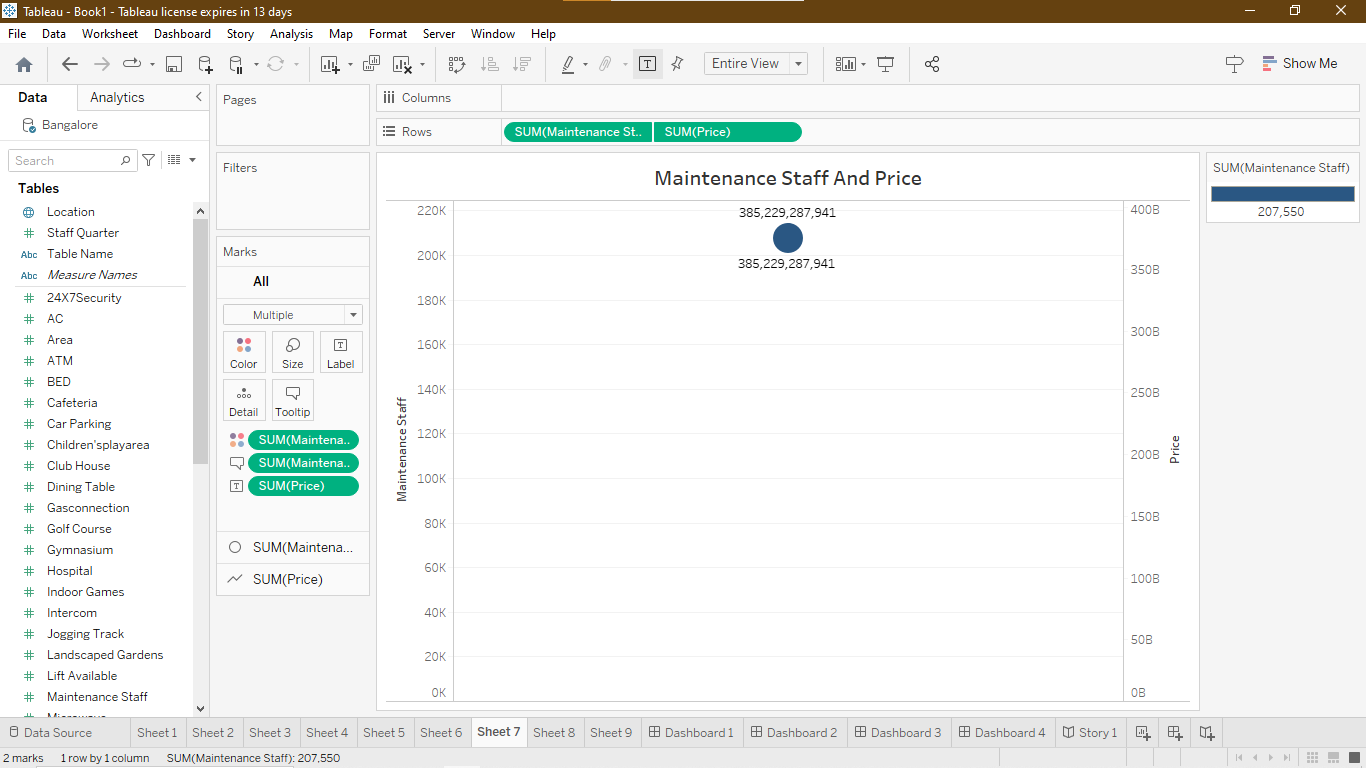 Tableau - Book1 - Tableau license expires in 13 days
File Data Worksheet Dashboard Story Analysis Map Format Server Window Help
Entire View
Show Me
Data Analytics
Bangalore
Search
Tables
Location
Staff Quarter
Abc Table Name
Abc Measure Names
24X7Security
AC
Area
ATM
BED
Cafeteria
Car Parking
Children'splayarea
Club House
Dining Table
Gasconnection
Golf Course
Gymnasium
Hospital
Indoor Games
Intercom
Jogging Track
Landscaped Gardens
Lift Available
Maintenance Staff
Pages
Filters
Marks
All
Multiple
Color Size Label
Detail Tooltip
SUM(Maintena..
SUM(Maintena..
SUM(Price)
SUM(Maintena...
SUM(Price)
Columns
Rows SUM(Maintenance St.. SUM(Price)
Maintenance Staff And Price
385,229,287,941
385,229,287,941
Maintenance Staff
220K
200K
180K
160K
140K
120K
100K
80K
60K
40K
20K
0K
400B
350B
300B
250B
200B
150B
100B
50B
0B
Price
SUM(Maintenance Staff)
207,550
Data Source Sheet 1 Sheet 2 Sheet 3 Sheet 4 Sheet 5 Sheet 6 Sheet 7 Sheet 8 Sheet 9 Dashboard 1 Dashboard 2 Dashboard 3 Dashboard 4 Story 1
2 marks 1 row by 1 column SUM(Maintenance Staff): 207,550